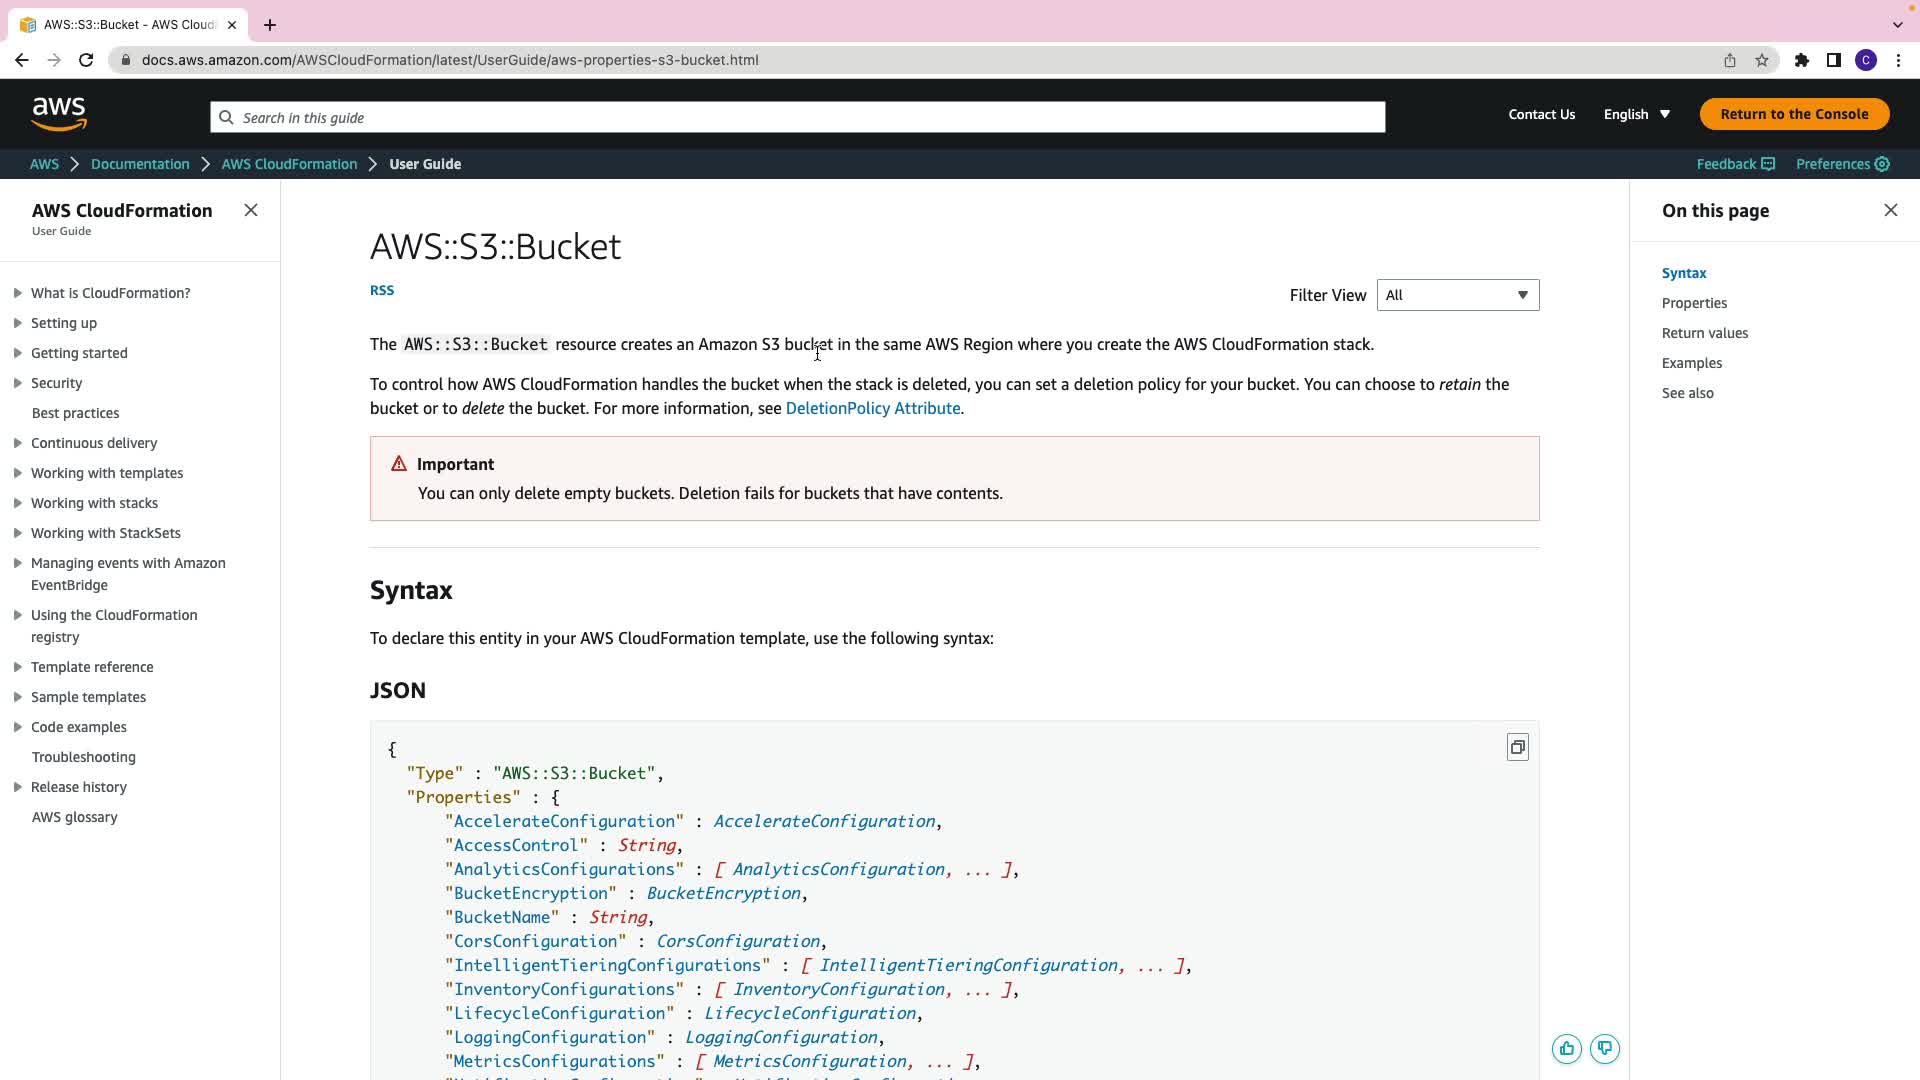 AWS::S3::Bucket - AWS Cloud
docs.aws.amazon.com/AWSCloudFormation/latest/UserGuide/aws-properties-s3-bucket.html
C
aws
Search in this guide
Contact Us
English
Return to the Console
AWS
Documentation
AWS CloudFormation
User Guide
Feedback
Preferences
AWS CloudFormation
User Guide
What is CloudFormation?
Setting up
Getting started
Security
Best practices
Continuous delivery
Working with templates
Working with stacks
Working with StackSets
Managing events with Amazon
EventBridge
Using the CloudFormation
registry
Template reference
Sample templates
Code examples
Troubleshooting
Release history
AWS glossary
AWS::S3::Bucket
RSS
Filter View
All
The AWS::S3::Bucket resource creates an Amazon S3 bucket in the same AWS Region where you create the AWS CloudFormation stack.
To control how AWS CloudFormation handles the bucket when the stack is deleted, you can set a deletion policy for your bucket. You can choose to retain the
bucket or to delete the bucket. For more information, see DeletionPolicy Attribute.
Important
You can only delete empty buckets. Deletion fails for buckets that have contents.
Syntax
To declare this entity in your AWS CloudFormation template, use the following syntax:
JSON
{
"Type" : "AWS::S3::Bucket",
"Properties" : {
"AccelerateConfiguration" : AccelerateConfiguration,
"AccessControl" : String,
"AnalyticsConfigurations" : [ AnalyticsConfiguration, ... ],
"BucketEncryption" : BucketEncryption,
"BucketName" : String,
"CorsConfiguration" : CorsConfiguration,
"IntelligentTieringConfigurations" : [ IntelligentTieringConfiguration, ... ],
"InventoryConfigurations" : [ InventoryConfiguration, ... ],
"LifecycleConfiguration" : LifecycleConfiguration,
"LoggingConfiguration" : LoggingConfiguration,
"MetricsConfigurations" : [ MetricsConfiguration, ... ],
On this page
Syntax
Properties
Return values
Examples
See also